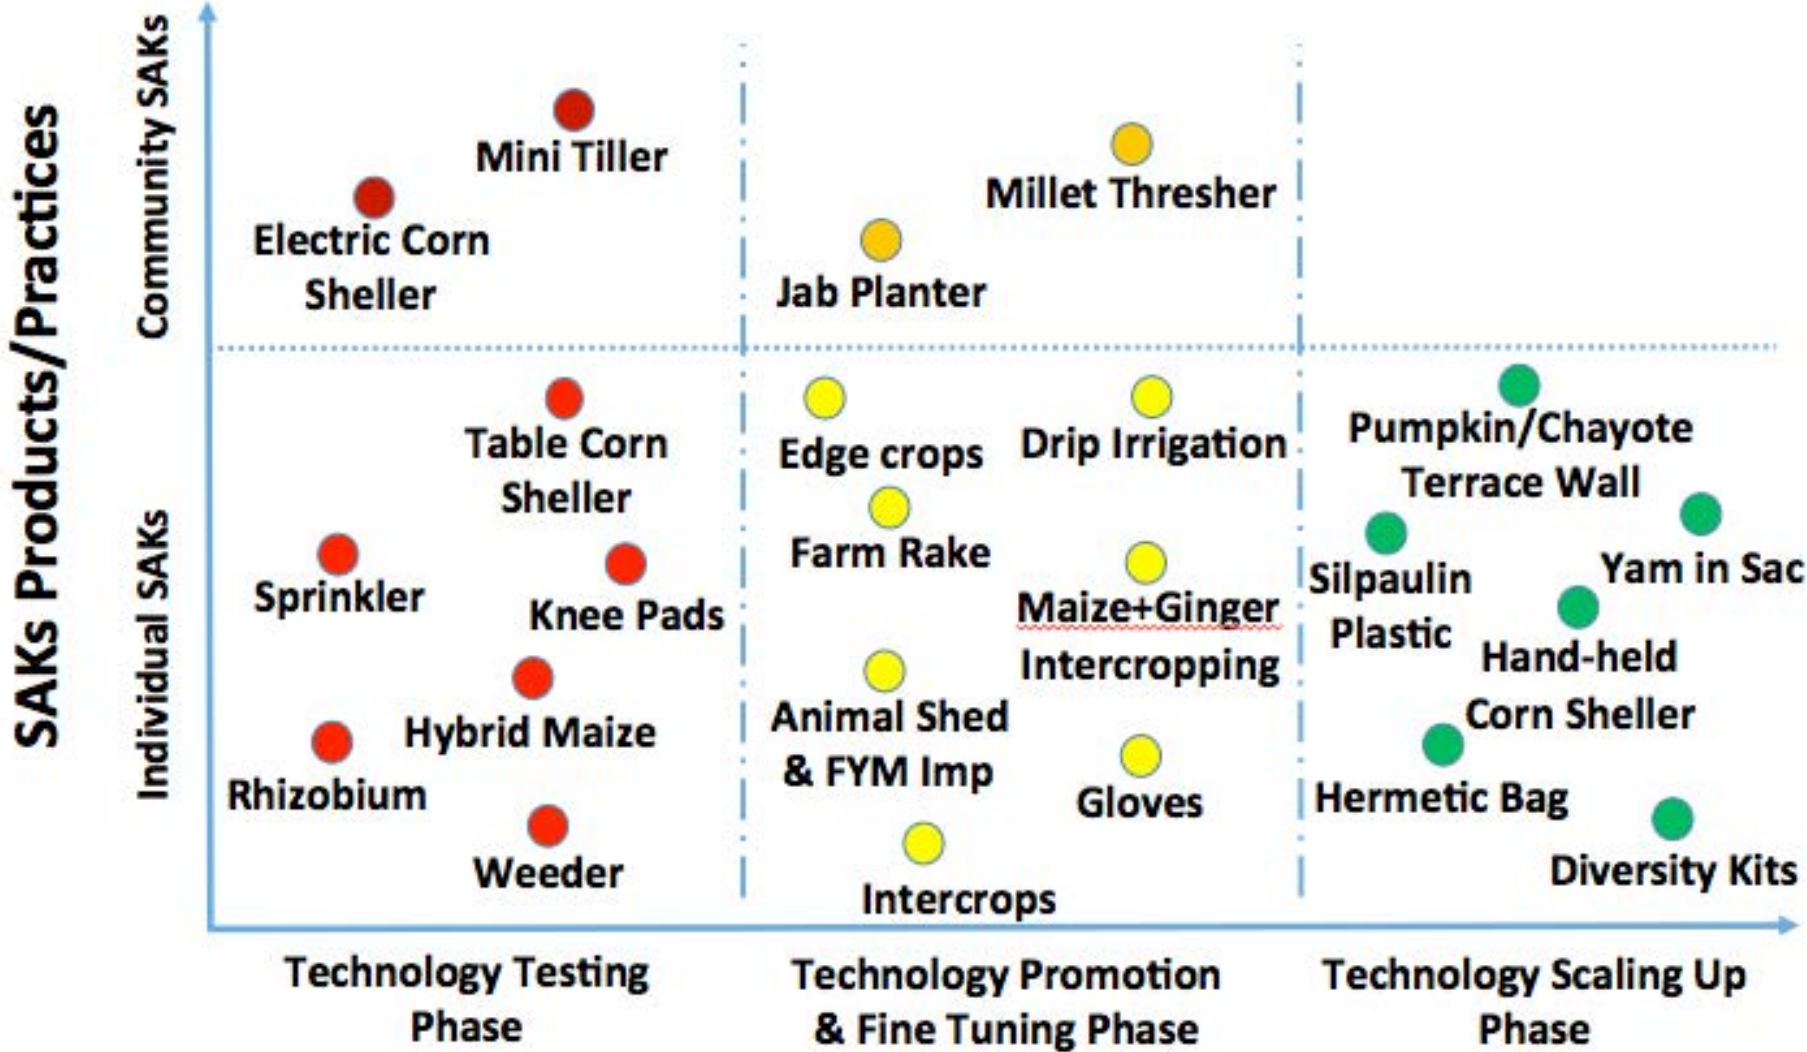 SAKs Products/Practices
Community SAKs
Individual SAKs
Mini Tiller
Electric Corn
Sheller
Millet Thresher
Jab Planter
Table Corn
Sheller
Sprinkler
Knee Pads
Hybrid Maize
Rhizobium
Weeder
Edge crops
Drip Irrigation
Farm Rake
Maize+Ginger
Intercropping
Animal Shed
& FYM Imp
Gloves
Intercrops
Pumpkin/Chayote
Terrace Wall
Silpaulin
Plastic
Yam in Sac
Hand-held
Corn Sheller
Hermetic Bag
Diversity Kits
Technology Testing
Phase
Technology Promotion
& Fine Tuning Phase
Technology Scaling Up
Phase